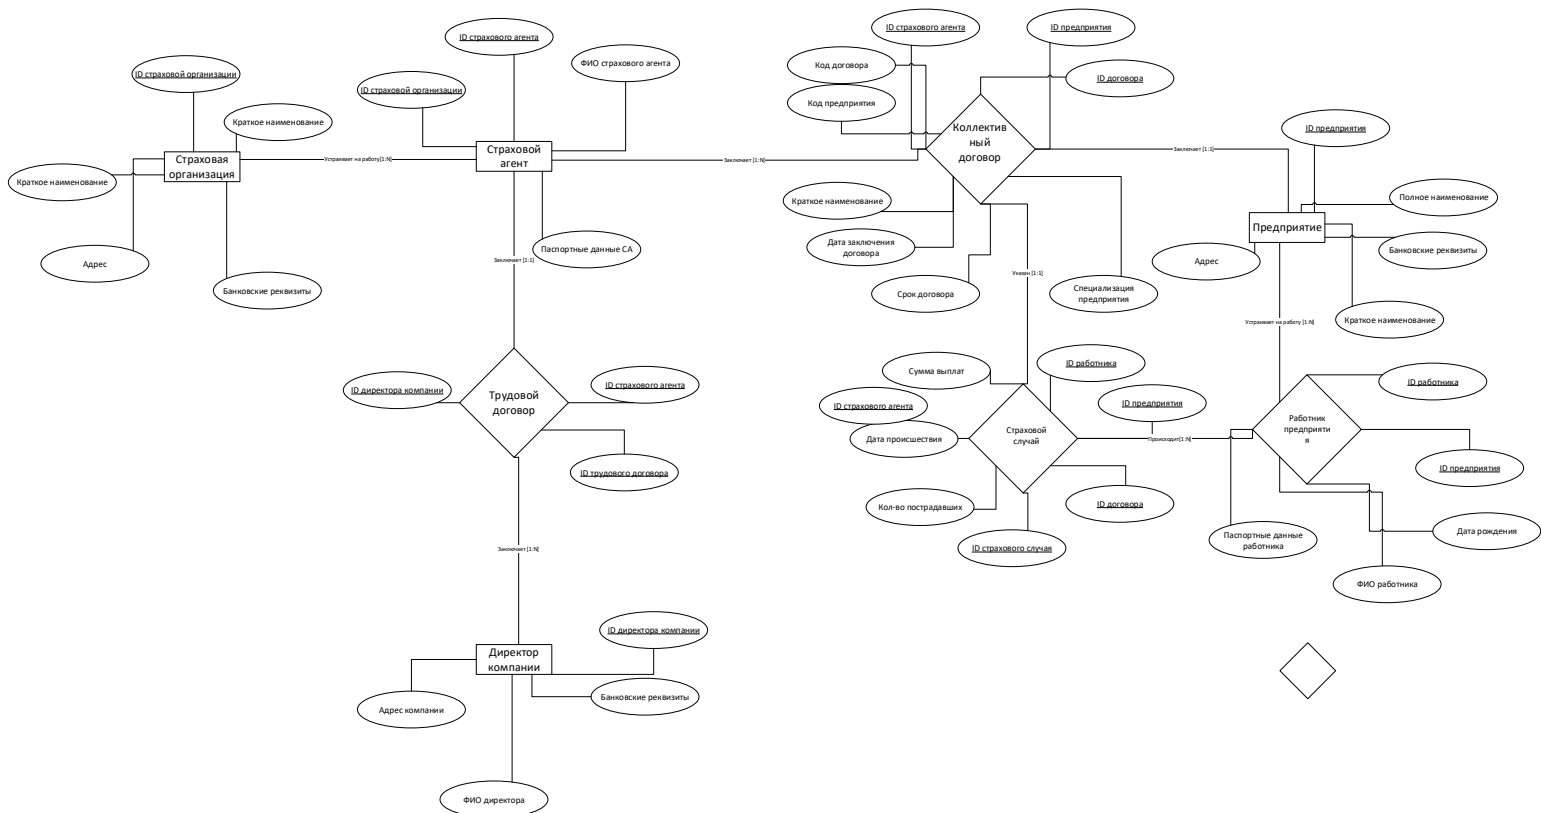 ID страхового агента
ID предприятия
ID страхового агента
ФИО страхового агента
Код договора
ID страховой организации
ID договора
ID страховой организации
Код предприятия
Краткое наименование
Коллектив
ный
договор
ID предприятия
Страховой
агент
Страховая
организация
Устраивает на работу[1:N]
Заключает [1:N]
Заключает [1:1]
Краткое наименование
Краткое наименование
Полное наименование
Предприятие
Дата заключения
договора
Паспортные данные СА
Банковские реквизиты
Адрес
Адрес
Заключает [1:1]
Указан [1:1]
Банковские реквизиты
Срок договора
Специализация
предприятия
Краткое наименование
Устраивает на работу [1:N]
Сумма выплат
ID работника
ID работника
ID директора компании
ID страхового агента
Трудовой
договор
ID страхового агента
ID предприятия
Дата происшествия
Страховой
случай
Происходит[1:N]
Работник
предприяти
я
ID трудового договора
ID предприятия
Кол-во пострадавших
ID договора
Дата рождения
Паспортные данные
работника
ID страхового случая
Заключает [1:N]
ФИО работника
ID директора компании
Директор
компании
Банковские реквизиты
Адрес компании
ФИО директора